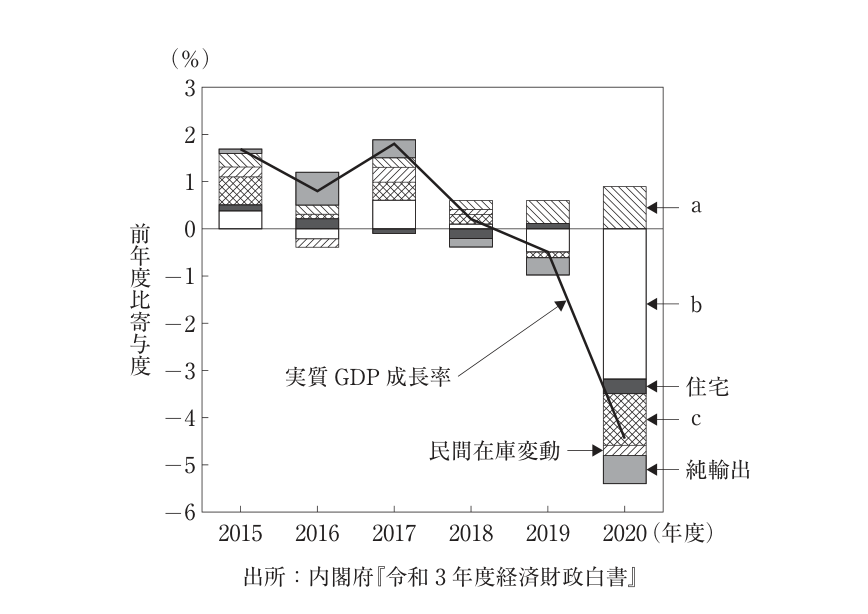 (%)
3
2
1
0
−1
−2
−3
−4
−5
−6
前年度比寄与度
a
b
実質 GDP 成長率
住宅
c
民間在庫変動
純輸出
2015 2016 2017 2018 2019 2020 (年度)
出所：内閣府『令和 3 年度経済財政白書』